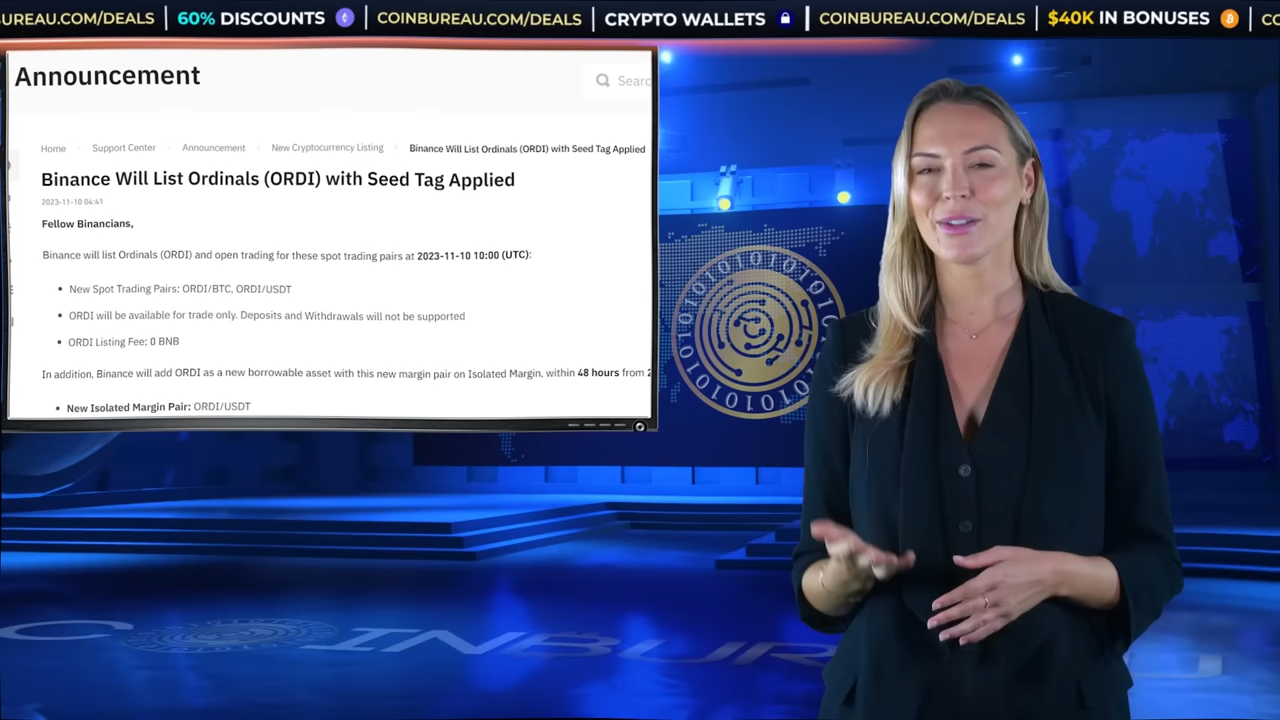 COINBUREAU.COM/DEALS
60% DISCOUNTS
COINBUREAU.COM/DEALS
CRYPTO WALLETS
COINBUREAU.COM/DEALS
$40K IN BONUSES
Announcement
Home Support Center Announcement New Cryptocurrency Listing Binance Will List Ordinals (ORDI) with Seed Tag Applied
Binance Will List Ordinals (ORDI) with Seed Tag Applied
2023-11-10 04:41
Fellow Binancians,
Binance will list Ordinals (ORDI) and open trading for these spot trading pairs at 2023-11-10 10:00 (UTC):
• New Spot Trading Pairs: ORDI/BTC, ORDI/USDT
• ORDI will be available for trade only. Deposits and Withdrawals will not be supported
• ORDI Listing Fee: 0 BNB
In addition, Binance will add ORDI as a new borrowable asset with this new margin pair on Isolated Margin, within 48 hours from
• New Isolated Margin Pair: ORDI/USDT